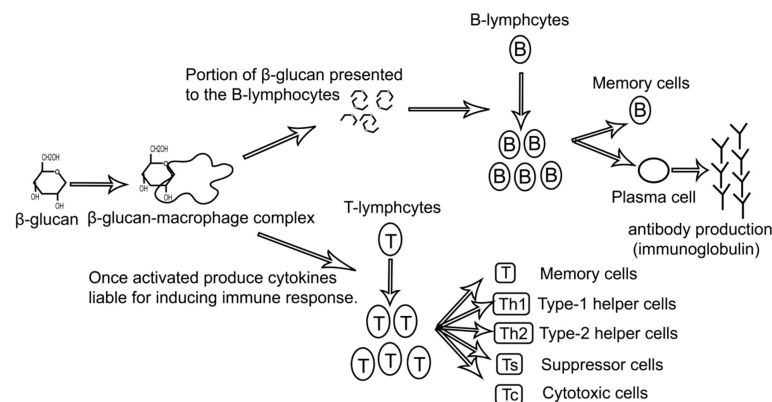 B-lymphcytes
B
Portion of β-glucan presented
to the B-lymphocytes
Memory cells
B
B B
B B B
Plasma cell
antibody production
(immunoglobulin)
CH2OH
O
OH
OH
β-glucan
CH2OH
O
OH
OH
β-glucan-macrophage complex
T-lymphcytes
T
Once activated produce cytokines
liable for inducing immune response.
T T
T T T
T Memory cells
Th1 Type-1 helper cells
Th2 Type-2 helper cells
Ts Suppressor cells
Tc Cytotoxic cells